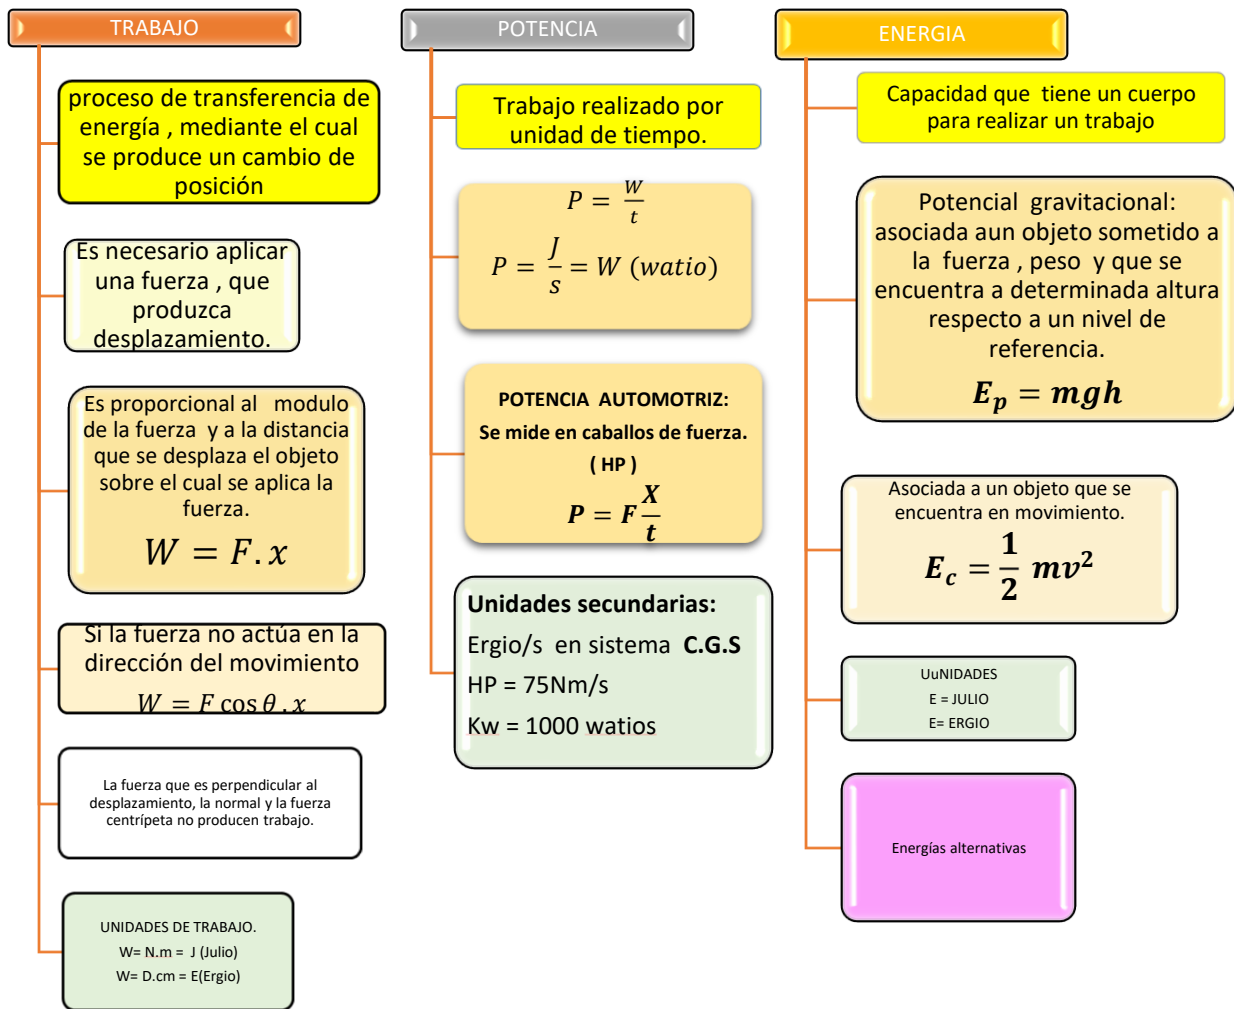 TRABAJO
proceso de transferencia de
energía , mediante el cual
se produce un cambio de
posición
Es necesario aplicar
una fuerza , que
produzca
desplazamiento.
Es proporcional al modulo
de la fuerza y a la distancia
que se desplaza el objeto
sobre el cual se aplica la
fuerza.
W = F. x
Si la fuerza no actúa en la
dirección del movimiento
W = F cos θ . x
La fuerza que es perpendicular al
desplazamiento, la normal y la fuerza
centrípeta no producen trabajo.
UNIDADES DE TRABAJO.
W= N.m = J (Julio)
W= D.cm = E(Ergio)
POTENCIA
Trabajo realizado por
unidad de tiempo.
P = W/t
P = J/s = W (watio)
POTENCIA AUTOMOTRIZ:
Se mide en caballos de fuerza.
( HP )
P = F X/t
Unidades secundarias:
Ergio/s en sistema C.G.S
HP = 75Nm/s
Kw = 1000 watios
ENERGIA
Capacidad que tiene un cuerpo
para realizar un trabajo
Potencial gravitacional:
asociada aun objeto sometido a
la fuerza , peso y que se
encuentra a determinada altura
respecto a un nivel de
referencia.
E_p = mgh
Asociada a un objeto que se
encuentra en movimiento.
E_c = 1/2 mv²
UuNIDADES
E = JULIO
E= ERGIO
Energías alternativas